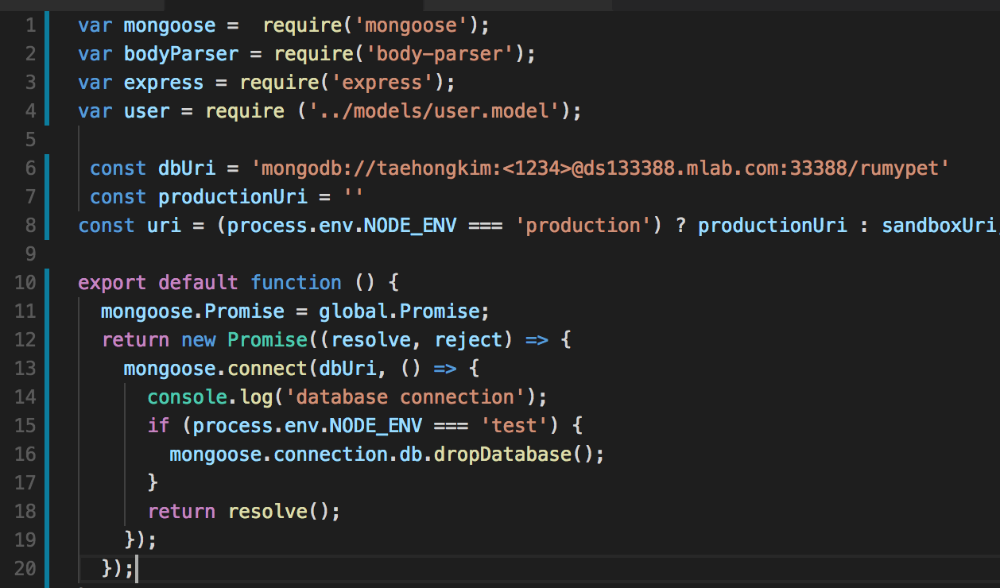 1 var mongoose =  require('mongoose');
2 var bodyParser = require('body-parser');
3 var express = require('express');
4 var user = require ('../models/user.model');
5
6  const dbUri = 'mongodb://taehongkim:<1234>@ds133388.mlab.com:33388/rumypet'
7  const productionUri = ''
8 const uri = (process.env.NODE_ENV === 'production') ? productionUri : sandboxUri
9
10 export default function () {
11   mongoose.Promise = global.Promise;
12   return new Promise((resolve, reject) => {
13     mongoose.connect(dbUri, () => {
14       console.log('database connection');
15       if (process.env.NODE_ENV === 'test') {
16         mongoose.connection.db.dropDatabase();
17       }
18       return resolve();
19     });
20   });